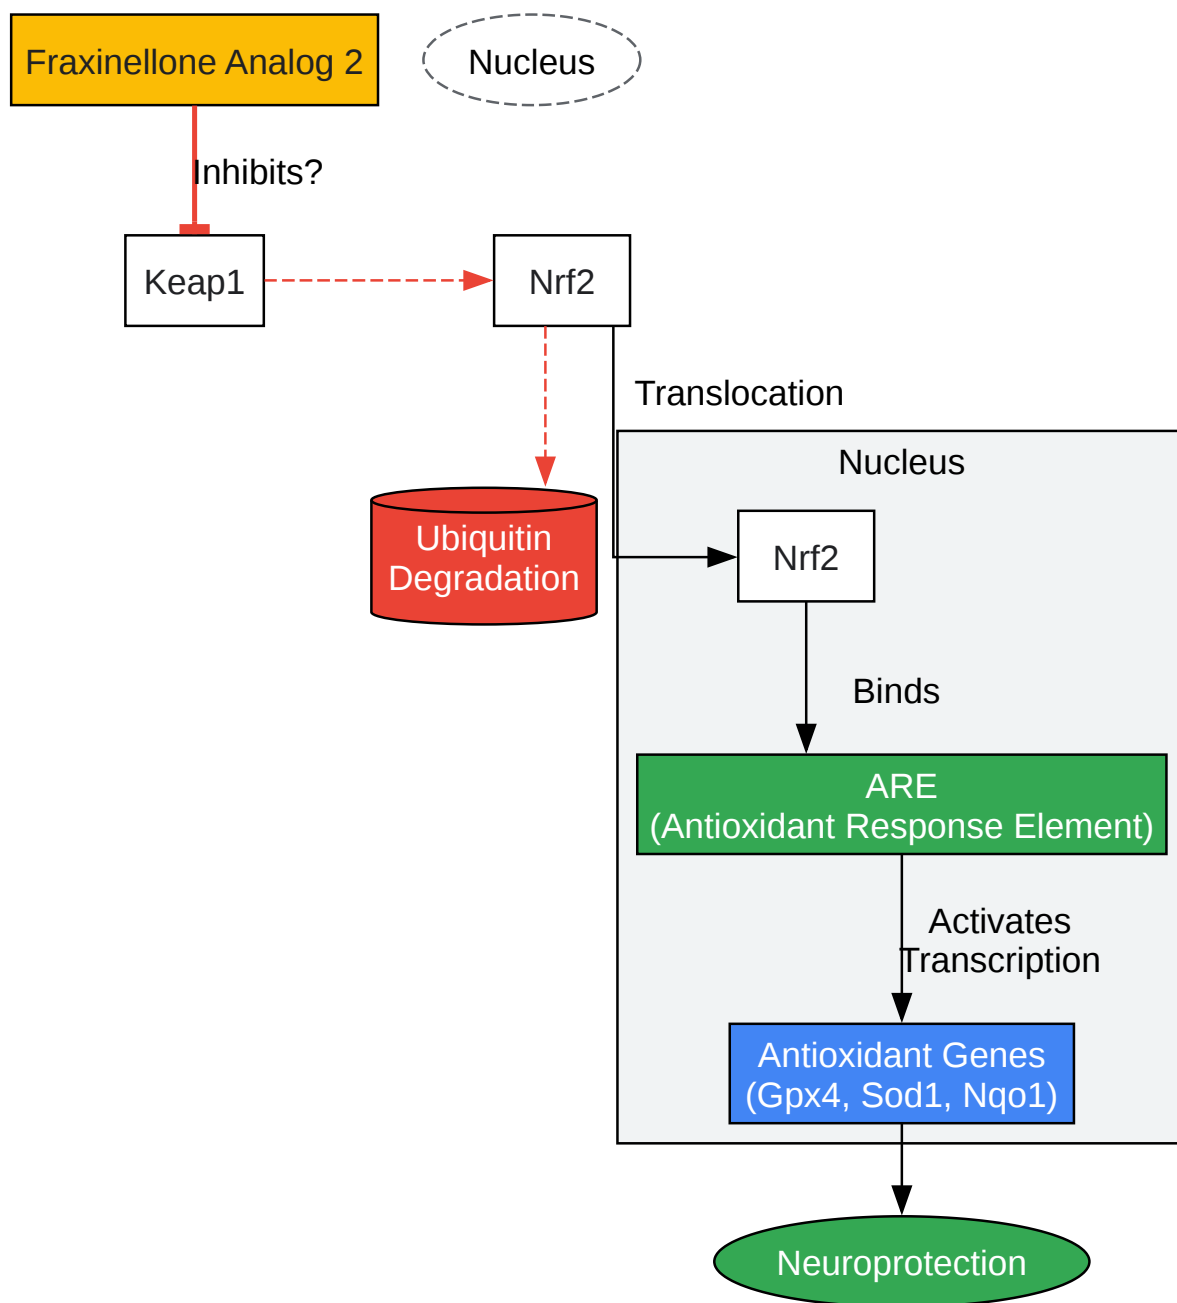 Fraxinellone Analog 2
Nucleus
Inhibits?
Keap1
Nrf2
Translocation
Nucleus
Ubiquitin
Degradation
Nrf2
Binds
ARE
(Antioxidant Response Element)
Activates
Transcription
Antioxidant Genes
(Gpx4, Sod1, Nqo1)
Neuroprotection